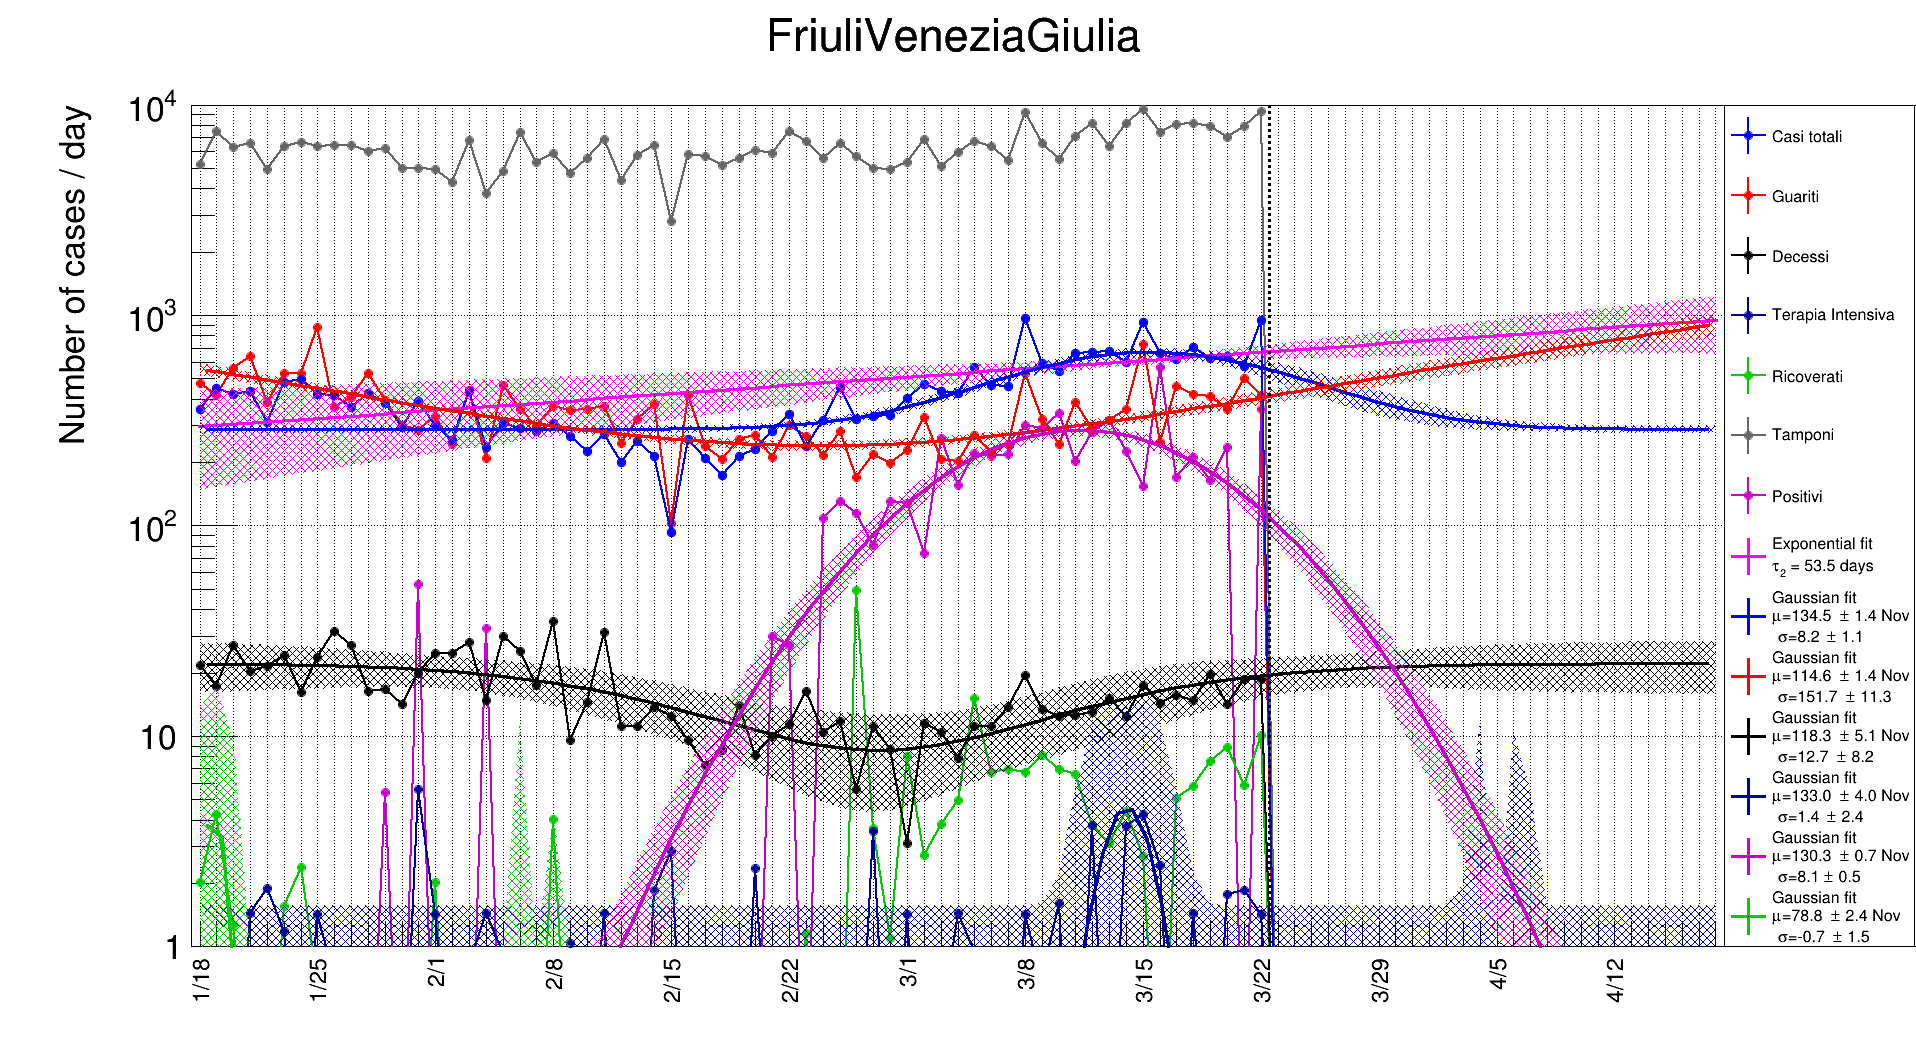 FriuliVeneziaGiulia
Number of cases / day
10⁴
10³
10²
10
1
1/18
1/25
2/1
2/8
2/15
2/22
3/1
3/8
3/15
3/22
3/29
4/5
4/12
Casi totali
Guariti
Decessi
Terapia Intensiva
Ricoverati
Tamponi
Positivi
Exponential fit
τ₂ = 53.5 days
Gaussian fit
μ=134.5 ± 1.4 Nov
σ=8.2 ± 1.1
Gaussian fit
μ=114.6 ± 1.4 Nov
σ=151.7 ± 11.3
Gaussian fit
μ=118.3 ± 5.1 Nov
σ=12.7 ± 8.2
Gaussian fit
μ=133.0 ± 4.0 Nov
σ=1.4 ± 2.4
Gaussian fit
μ=130.3 ± 0.7 Nov
σ=8.1 ± 0.5
Gaussian fit
μ=78.8 ± 2.4 Nov
σ=-0.7 ± 1.5